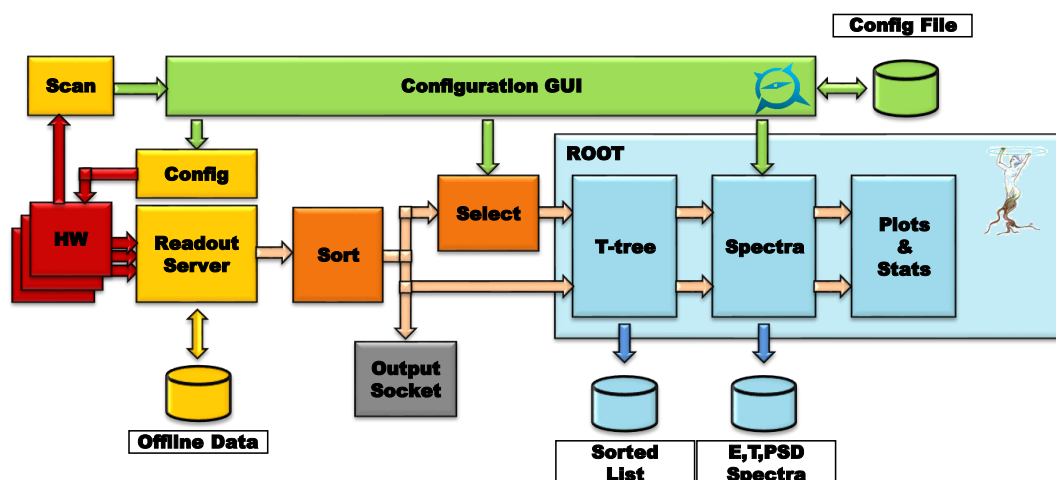 Config File
Scan
Configuration GUI
ROOT
Config
HW
Readout
Server
Sort
Select
T-tree
Spectra
Plots
&
Stats
Output
Socket
Offline Data
Sorted
List
E,T,PSD
Spectra